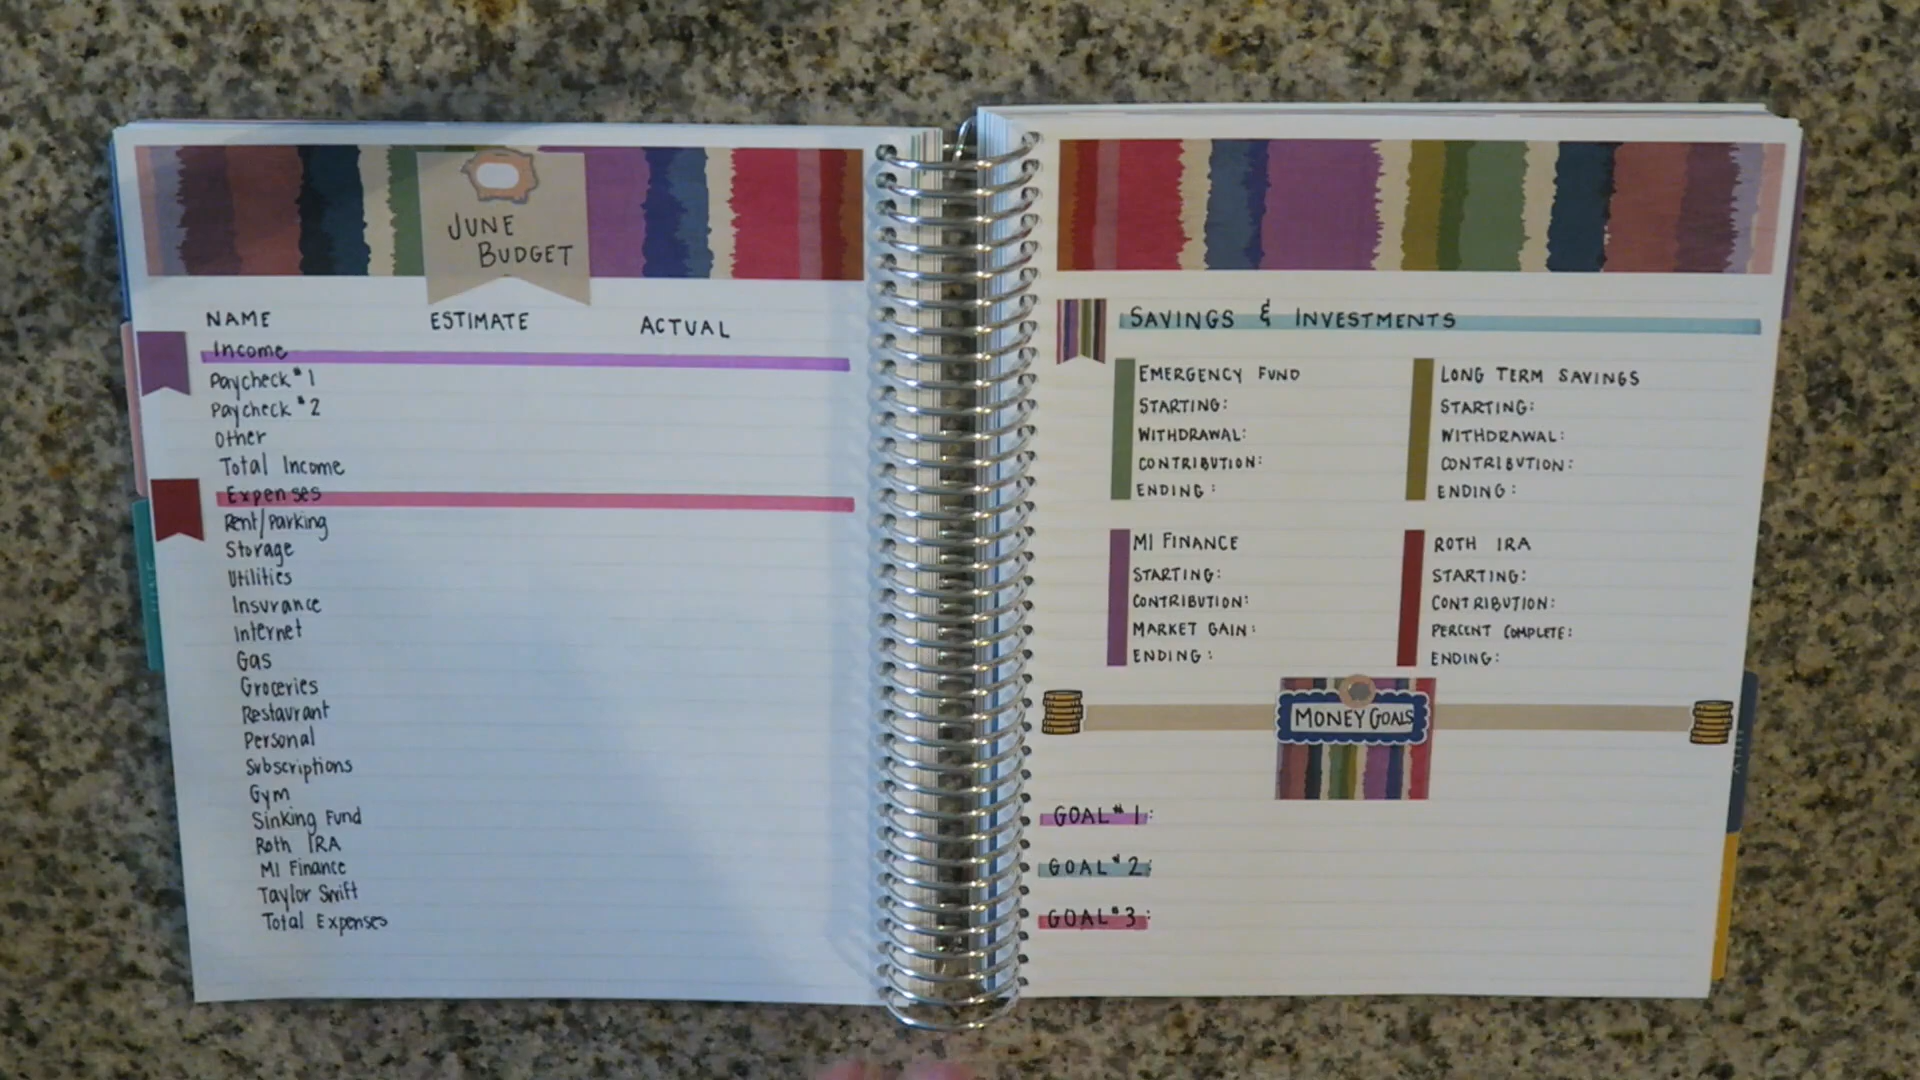 JUNE
BUDGET
NAME ESTIMATE ACTUAL
Income
Paycheck #1
Paycheck #2
Other
Total Income
Expenses
Rent/Parking
Storage
Utilities
Insurance
Internet
Gas
Groceries
Restaurant
Personal
Subscriptions
Gym
Sinking Fund
Roth IRA
MI Finance
Taylor Swift
Total Expenses
SAVINGS & INVESTMENTS
EMERGENCY FUND
STARTING:
WITHDRAWAL:
CONTRIBUTION:
ENDING:
LONG TERM SAVINGS
STARTING:
WITHDRAWAL:
CONTRIBUTION:
ENDING:
MI FINANCE
STARTING:
CONTRIBUTION:
MARKET GAIN:
ENDING:
ROTH IRA
STARTING:
CONTRIBUTION:
PERCENT COMPLETE:
ENDING:
MONEY GOALS
GOAL #1:
GOAL #2:
GOAL #3: